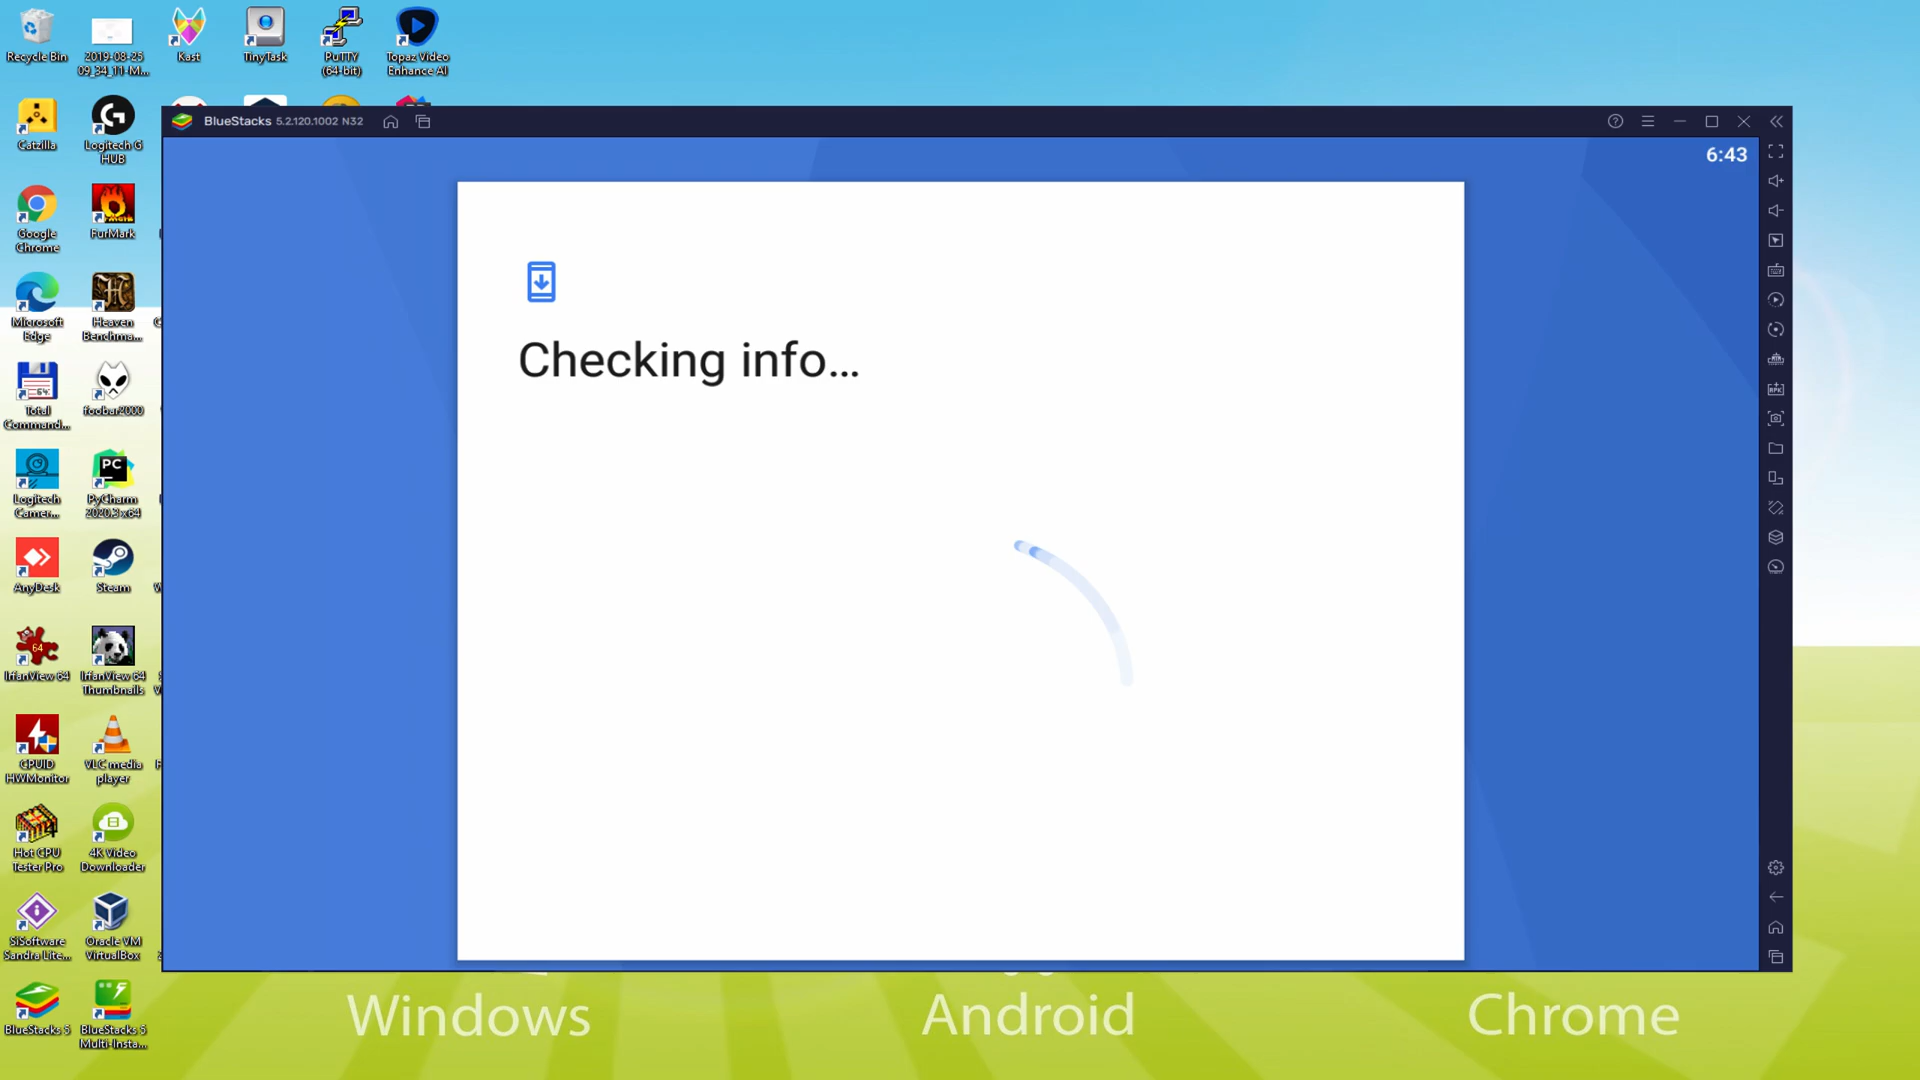 Recycle Bin
2019-08-25
09_34_11-M...
Kast
TinyTask
PuTTY
(64-bit)
Topaz Video
Enhance AI
Catzilla
Logitech G
HUB
BlueStacks 5.2.120.1002 N32
6:43
Google
Chrome
FurMark
Checking info...
Microsoft
Edge
Heaven
Benchma...
64
Total
Command...
foobar2000
PC
Logitech
Camer...
PyCharm
2020.3 x64
AnyDesk
Steam
64
IrfanView 64
IrfanView 64
Thumbnails
CPUID
HWMonitor
VLC media
player
Hot CPU
Tester Pro
4K Video
Downloader
SiSoftware
Sandra Lite...
Oracle VM
VirtualBox
BlueStacks 5
BlueStacks 5
Multi-Insta...
Windows
Android
Chrome